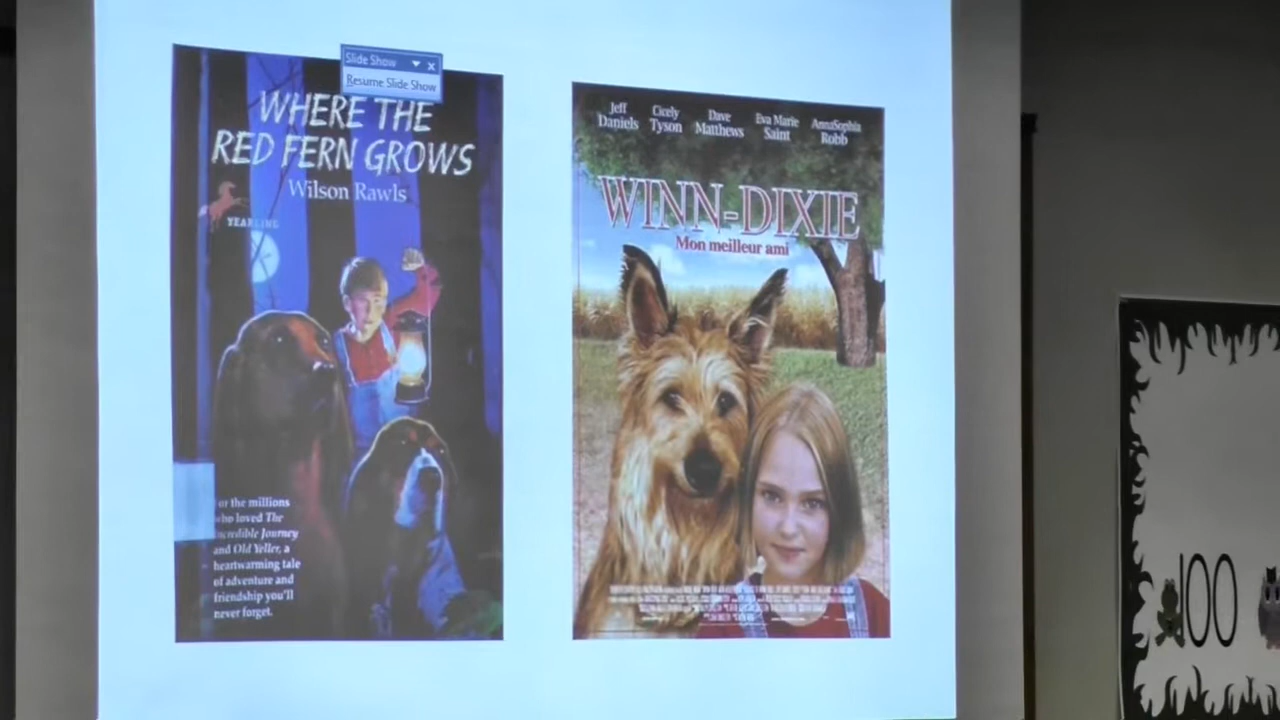 Slide Show
Resume Slide Show
WHERE THE
RED FERN GROWS
Wilson Rawls
YEARLING
or the millions
who loved The
Incredible Journey
and Old Yeller, a
heartwarming tale
of adventure and
friendship you'll
never forget.
Jeff Daniels
Cicely Tyson
Dave Matthews
Eva Marie Saint
AnnaSophia Robb
WINN-DIXIE
Mon meilleur ami
100